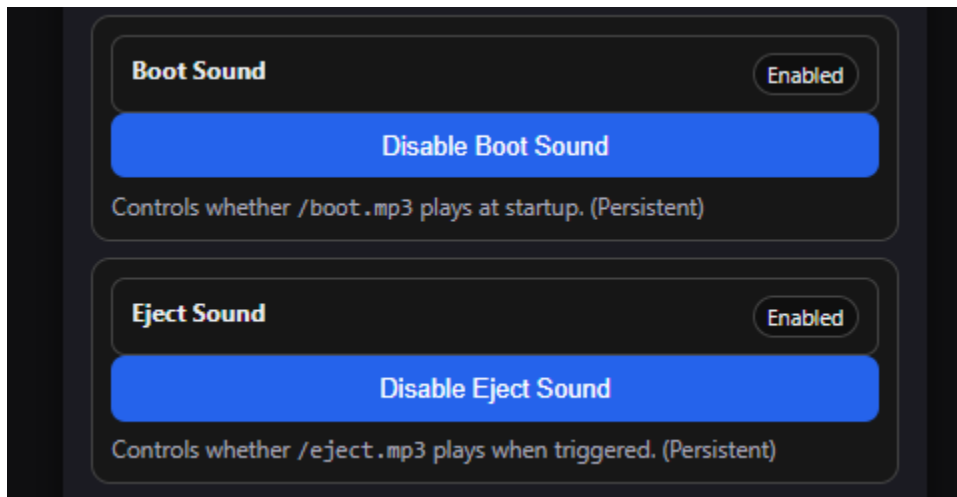 Boot Sound
Enabled
Disable Boot Sound
Controls whether /boot.mp3 plays at startup. (Persistent)
Eject Sound
Enabled
Disable Eject Sound
Controls whether /eject.mp3 plays when triggered. (Persistent)